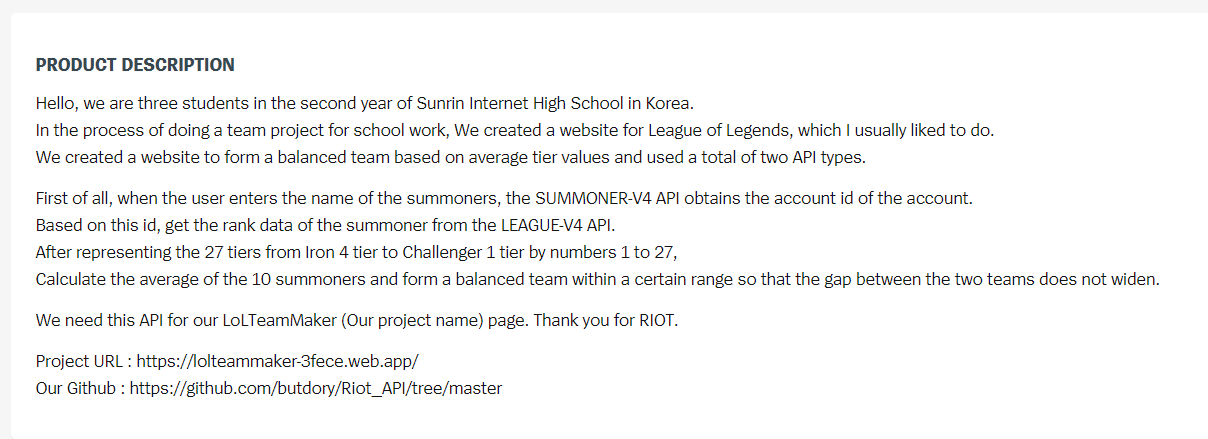 PRODUCT DESCRIPTION
Hello, we are three students in the second year of Sunrin Internet High School in Korea.
In the process of doing a team project for school work, We created a website for League of Legends, which I usually liked to do.
We created a website to form a balanced team based on average tier values and used a total of two API types.
First of all, when the user enters the name of the summoners, the SUMMONER-V4 API obtains the account id of the account.
Based on this id, get the rank data of the summoner from the LEAGUE-V4 API.
After representing the 27 tiers from Iron 4 tier to Challenger 1 tier by numbers 1 to 27,
Calculate the average of the 10 summoners and form a balanced team within a certain range so that the gap between the two teams does not widen.
We need this API for our LoLTeamMaker (Our project name) page. Thank you for RIOT.
Project URL : https://lolteammaker-3fece.web.app/
Our Github : https://github.com/butdory/Riot_API/tree/master